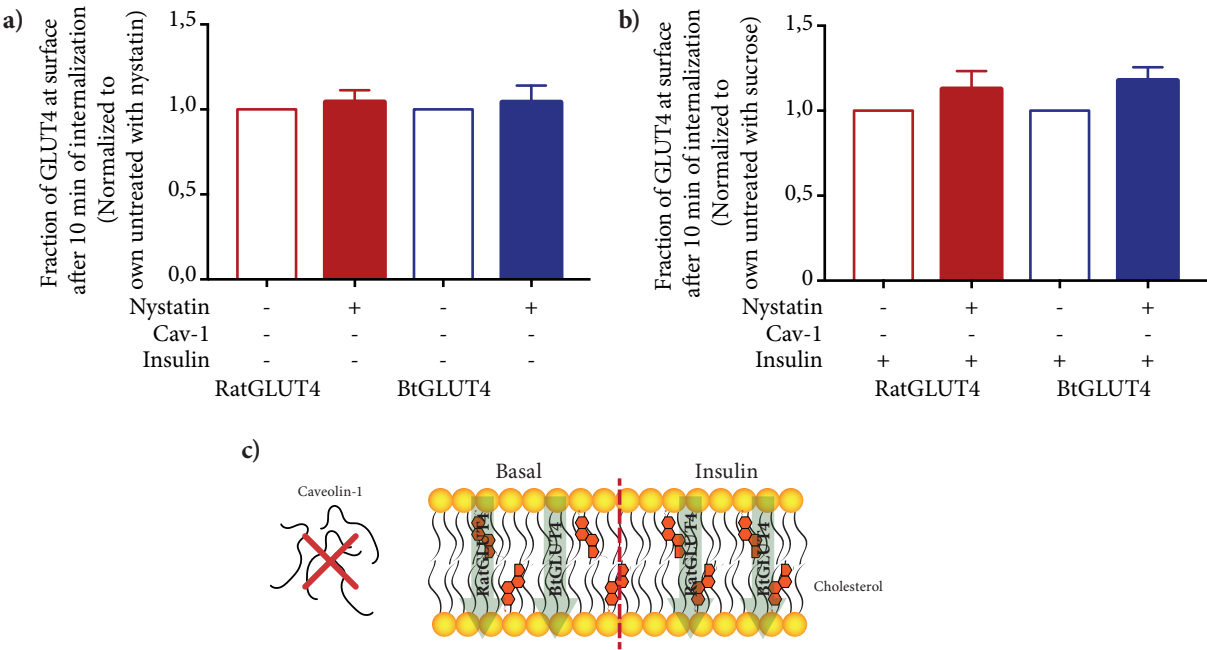 a)
Fraction of GLUT4 at surface
after 10 min of internalization
(Normalized to
own untreated with nystatin)
1,5
1,0
0,5
0,0
Nystatin - + - +
Cav-1 - - - -
Insulin - - - -
RatGLUT4 BtGLUT4
b)
Fraction of GLUT4 at surface
after 10 min of internalization
(Normalized to
own untreated with sucrose)
1,5
1,0
0,5
0
Nystatin - + - +
Cav-1 - - - -
Insulin + + + +
RatGLUT4 BtGLUT4
c)
Caveolin-1
Basal
Insulin
RatGLUT4
BtGLUT4
RatGLUT4
BtGLUT4
Cholesterol